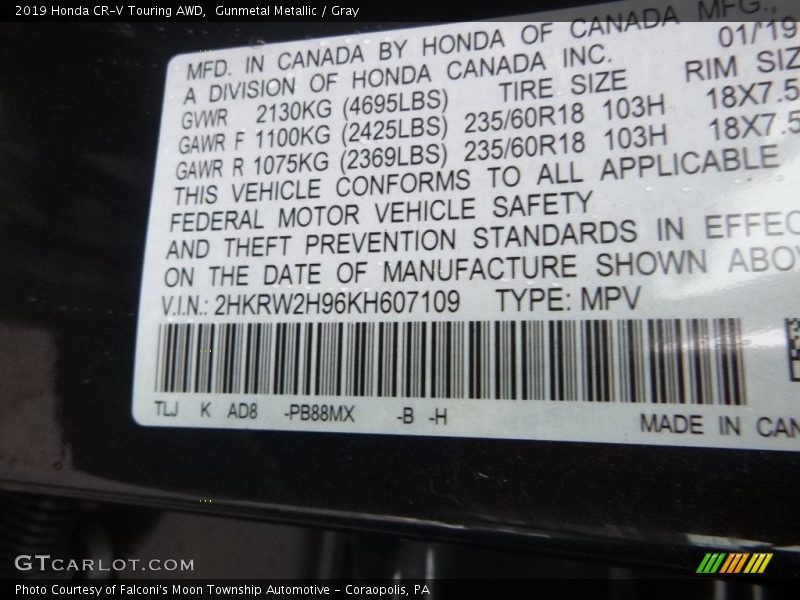 2019 Honda CR-V Touring AWD,  Gunmetal Metallic / Gray
MFD. IN CANADA BY HONDA OF CANADA MFG.,
A DIVISION OF HONDA CANADA INC. 01/19
GVWR 2130KG (4695LBS) TIRE SIZE RIM SIZ
GAWR F 1100KG (2425LBS) 235/60R18 103H 18X7.5
GAWR R 1075KG (2369LBS) 235/60R18 103H 18X7.5
THIS VEHICLE CONFORMS TO ALL APPLICABLE
FEDERAL MOTOR VEHICLE SAFETY
AND THEFT PREVENTION STANDARDS IN EFFEC
ON THE DATE OF MANUFACTURE SHOWN ABO
V.I.N.: 2HKRW2H96KH607109 TYPE: MPV
TLJ K AD8 -PB88MX -B -H MADE IN CAN
GTCARLOT.COM
Photo Courtesy of Falconi's Moon Township Automotive - Coraopolis, PA